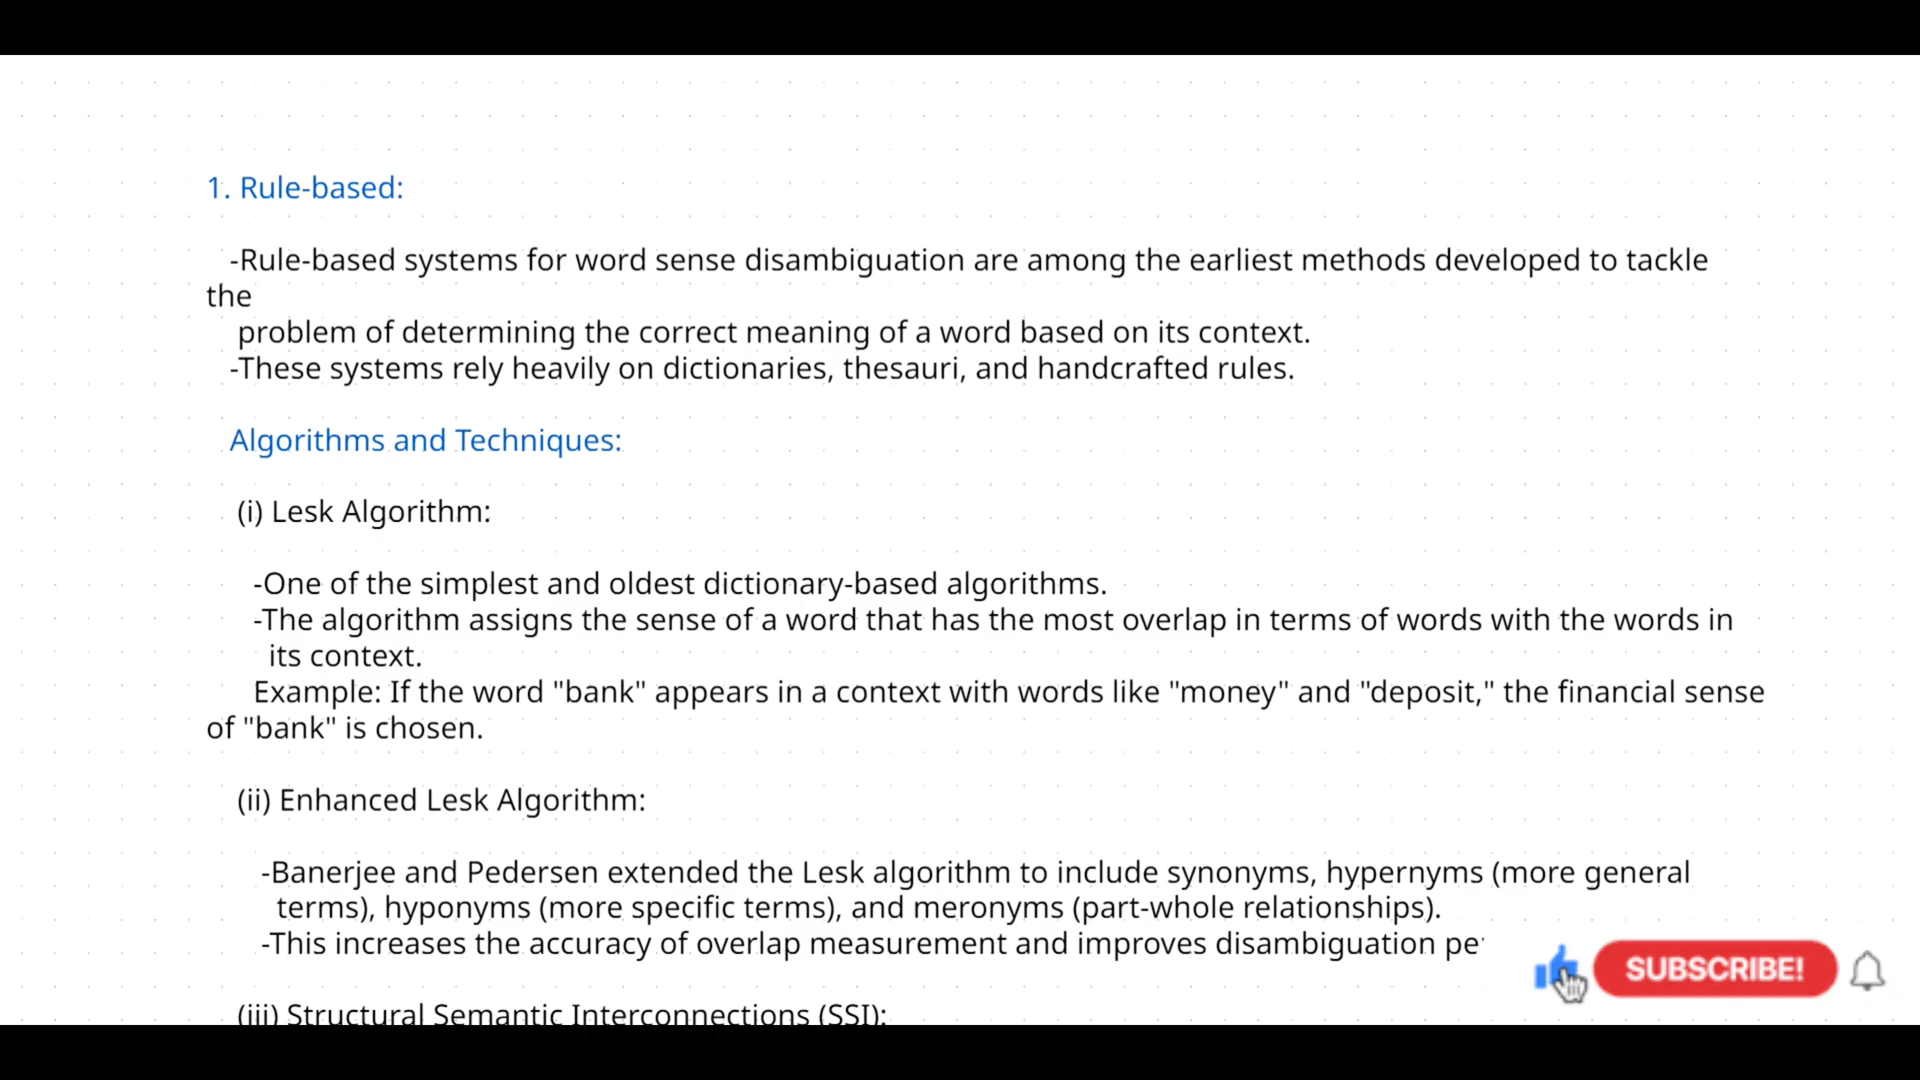 1. Rule-based:
-Rule-based systems for word sense disambiguation are among the earliest methods developed to tackle
the
problem of determining the correct meaning of a word based on its context.
-These systems rely heavily on dictionaries, thesauri, and handcrafted rules.
Algorithms and Techniques:
(i) Lesk Algorithm:
-One of the simplest and oldest dictionary-based algorithms.
-The algorithm assigns the sense of a word that has the most overlap in terms of words with the words in
its context.
Example: If the word "bank" appears in a context with words like "money" and "deposit," the financial sense
of "bank" is chosen.
(ii) Enhanced Lesk Algorithm:
-Banerjee and Pedersen extended the Lesk algorithm to include synonyms, hypernyms (more general
terms), hyponyms (more specific terms), and meronyms (part-whole relationships).
-This increases the accuracy of overlap measurement and improves disambiguation
SUBSCRIBE!
(iii) Structural Semantic Interconnections (SSI):